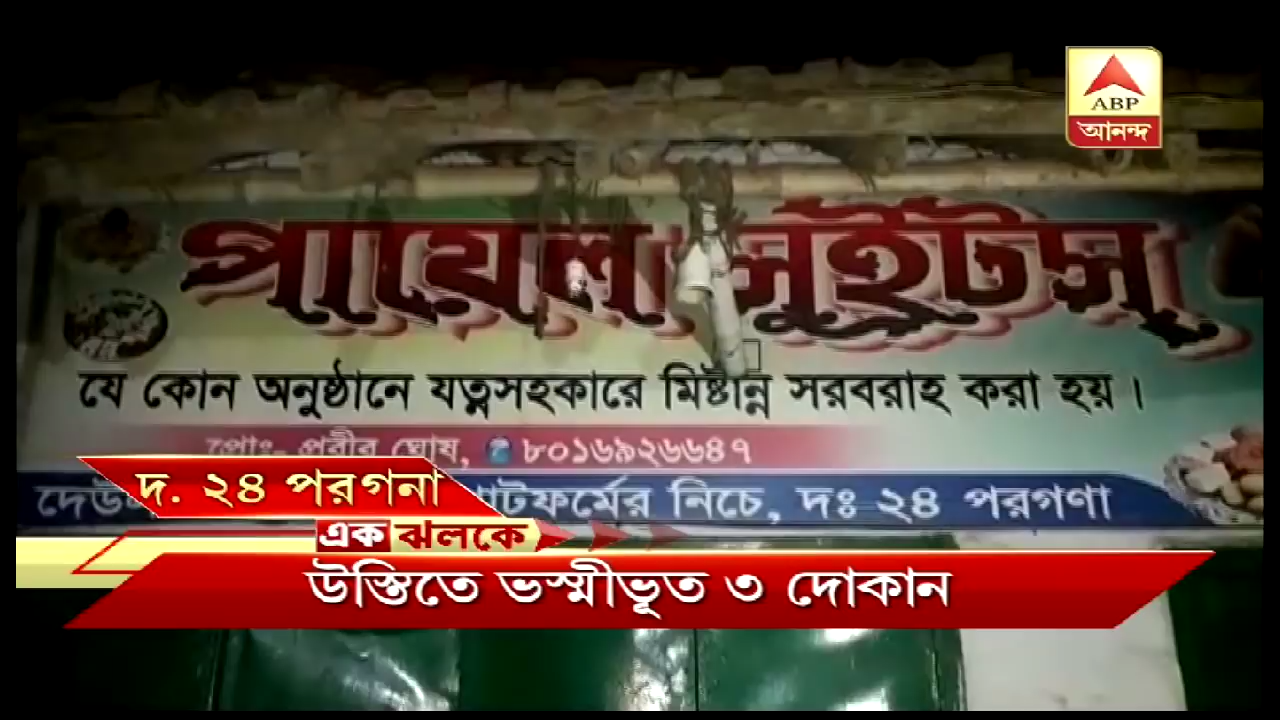 ABP
আনন্দ
পায়েল সুইটস্
যে কোন অনুষ্ঠানে যত্নসহকারে মিষ্টান্ন সরবরাহ করা হয় ।
প্রোঃ- প্রবীর ঘোষ, ৮০১৬৯২৬৬৪৭
নিচে, দঃ ২৪ পরগণা
দ. ২৪ পরগনা
এক ঝলকে
উস্তিতে ভস্মীভূত ৩ দোকান